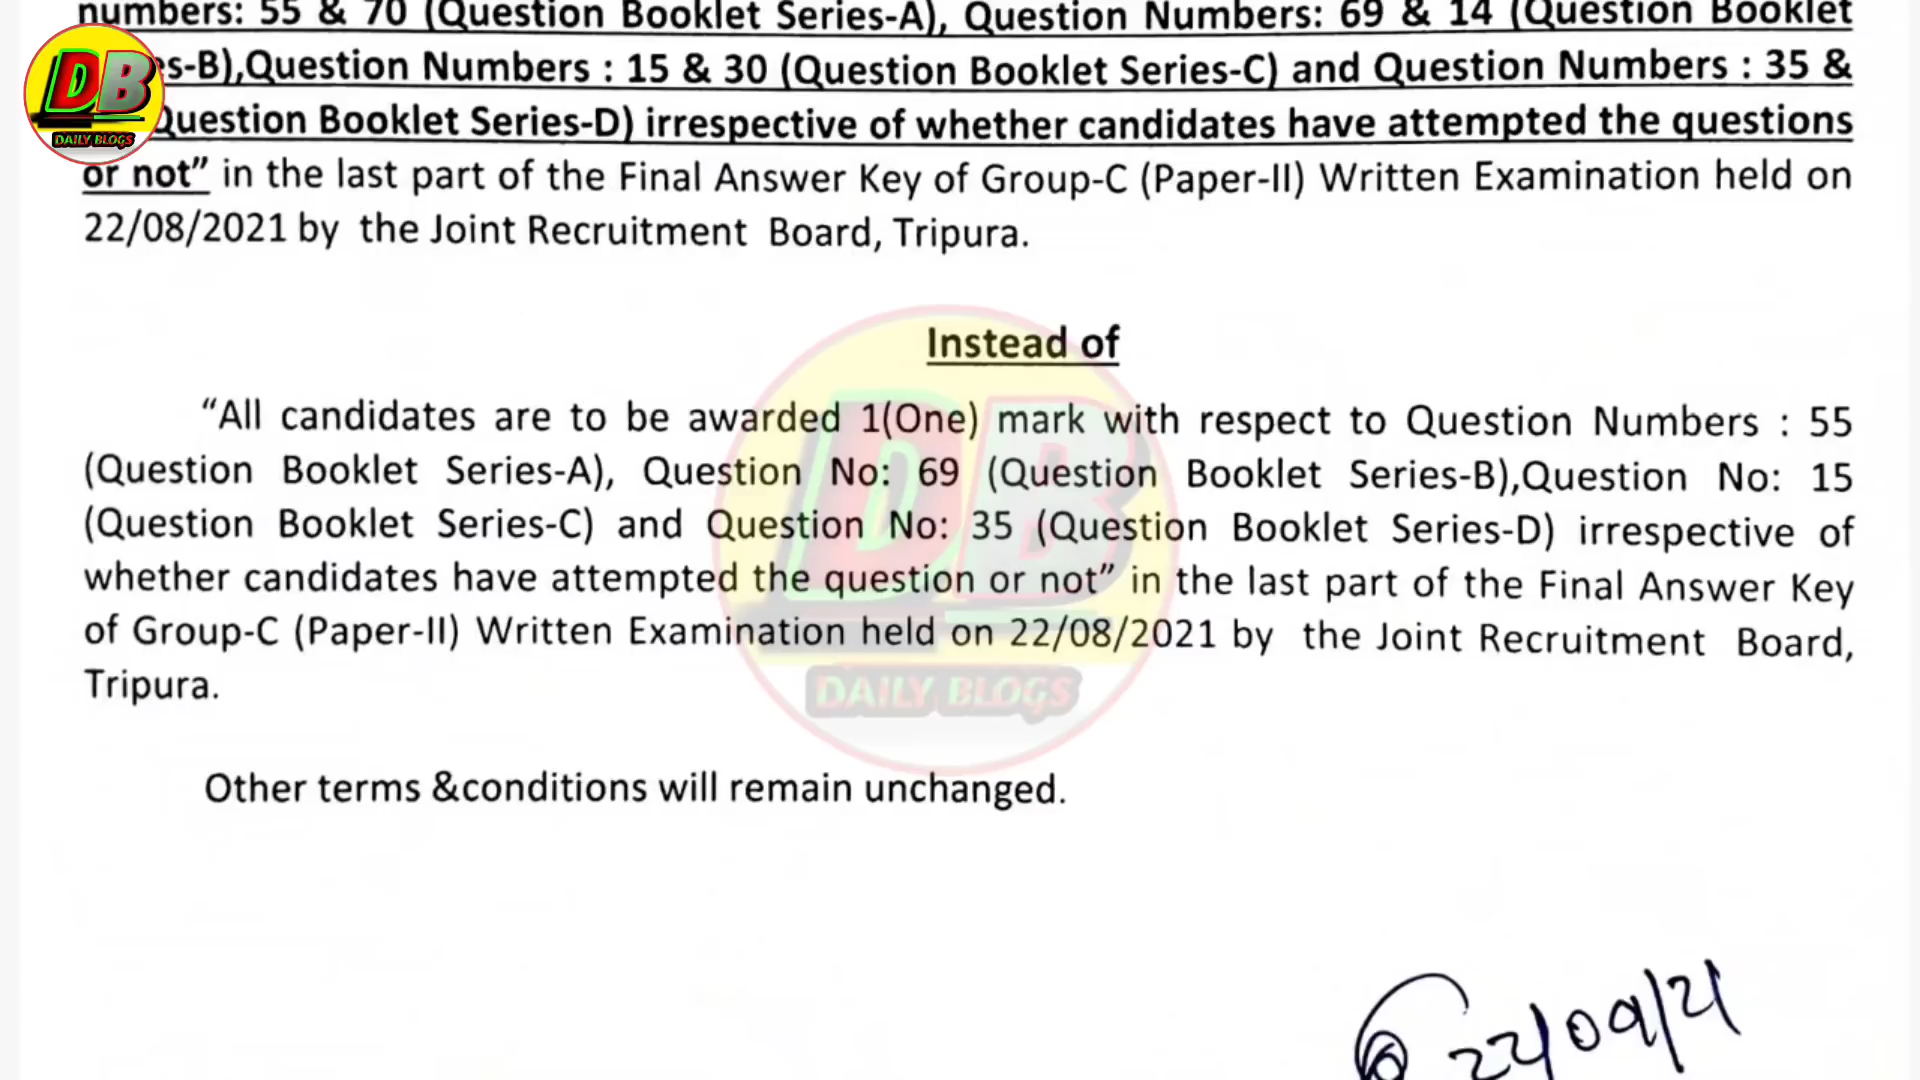 numbers: 55 & 70 (Question Booklet Series-A), Question Numbers: 69 & 14 (Question Booklet
DB
s-B),Question Numbers : 15 & 30 (Question Booklet Series-C) and Question Numbers : 35 &
Question Booklet Series-D) irrespective of whether candidates have attempted the questions
DAILY BLOGS
or not” in the last part of the Final Answer Key of Group-C (Paper-II) Written Examination held on
22/08/2021 by the Joint Recruitment Board, Tripura.
Instead of
“All candidates are to be awarded 1(One) mark with respect to Question Numbers : 55
(Question Booklet Series-A), Question No: 69 (Question Booklet Series-B),Question No: 15
(Question Booklet Series-C) and Question No: 35 (Question Booklet Series-D) irrespective of
whether candidates have attempted the question or not” in the last part of the Final Answer Key
of Group-C (Paper-II) Written Examination held on 22/08/2021 by the Joint Recruitment Board,
Tripura.
DB
DAILY BLOGS
Other terms &conditions will remain unchanged.
22/09/21